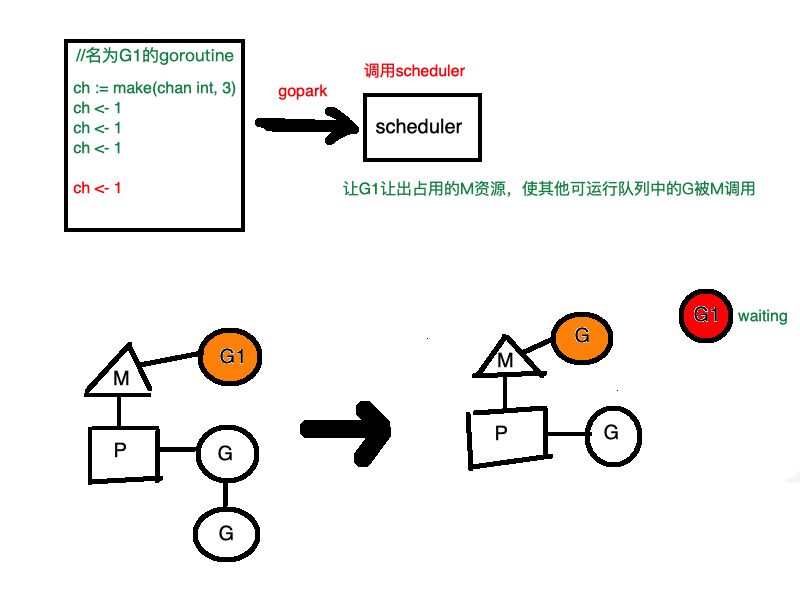 //名为G1的goroutine
ch := make(chan int, 3)
ch <- 1
ch <- 1
ch <- 1
ch <- 1
gopark
调用scheduler
scheduler
让G1让出占用的M资源，使其他可运行队列中的G被M调用
M
G1
P
G
G
M
G
P
G
G1
waiting